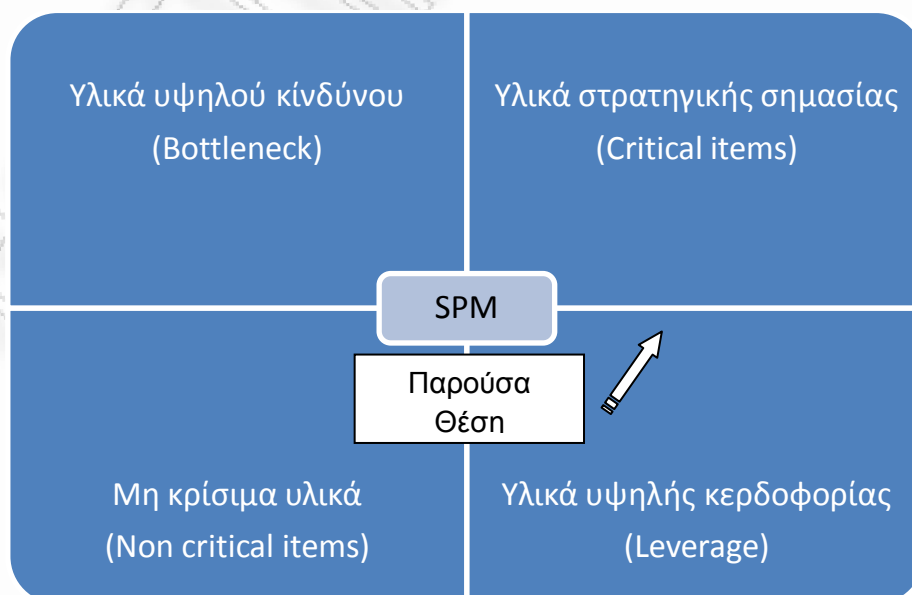 Υλικά υψηλού κίνδύνου
(Bottleneck)
Υλικά στρατηγικής σημασίας
(Critical items)
SPM
Παρούσα
Θέση
Μη κρίσιμα υλικά
(Non critical items)
Υλικά υψηλής κερδοφορίας
(Leverage)